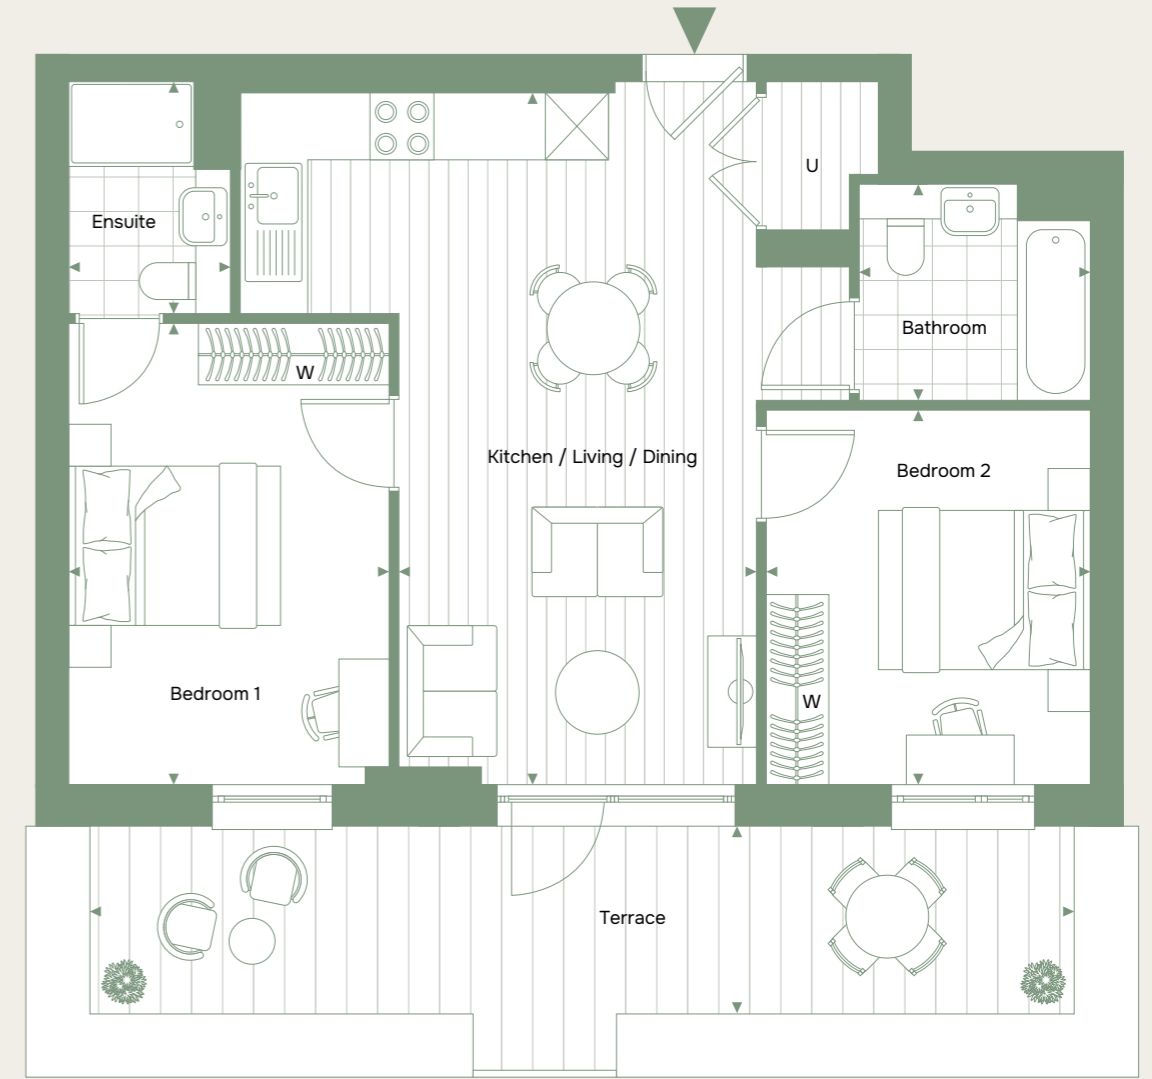 U
Ensuite
Bathroom
W
Kitchen / Living / Dining
Bedroom 2
Bedroom 1
W
Terrace